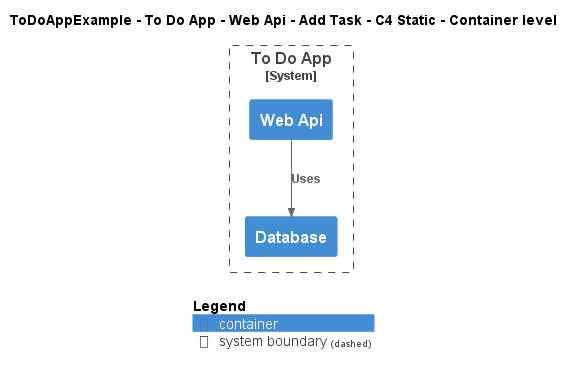 ToDoAppExample - To Do App - Web Api - Add Task - C4 Static - Container level
To Do App
[System]
Web Api
Uses
Database
Legend
container
system boundary (dashed)